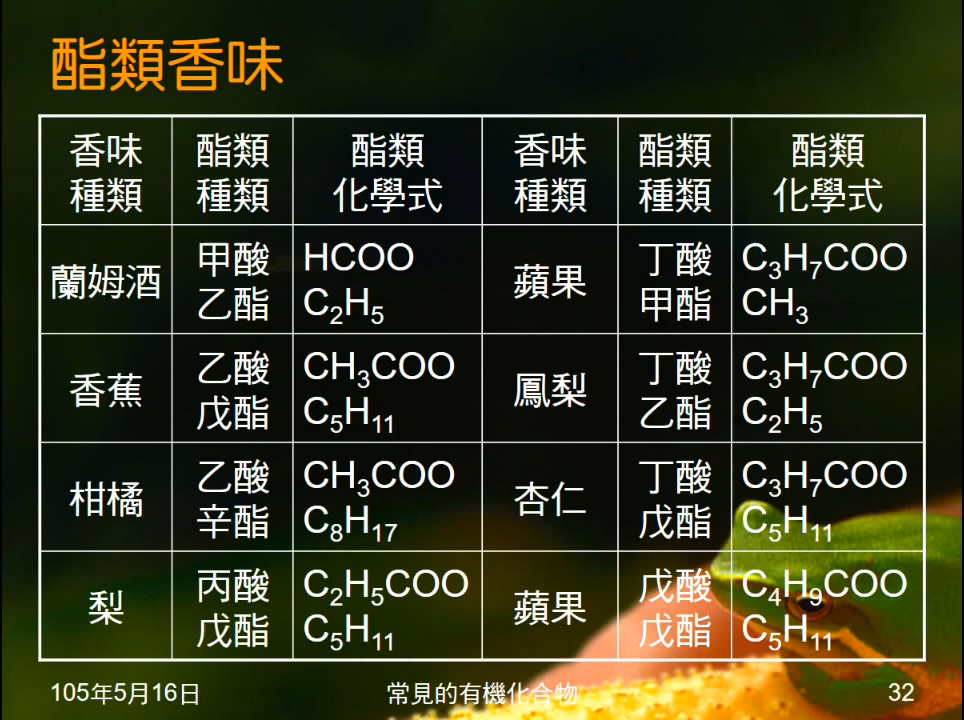 酯類香味
香味
種類
酯類
種類
酯類
化學式
香味
種類
酯類
種類
酯類
化學式
蘭姆酒
甲酸
乙酯
HCOO
C₂H₅
蘋果
丁酸
甲酯
C₃H₇COO
CH₃
香蕉
乙酸
戊酯
CH₃COO
C₅H₁₁
鳳梨
丁酸
乙酯
C₃H₇COO
C₂H₅
柑橘
乙酸
辛酯
CH₃COO
C₈H₁₇
杏仁
丁酸
戊酯
C₃H₇COO
C₅H₁₁
梨
丙酸
戊酯
C₂H₅COO
C₅H₁₁
蘋果
戊酸
戊酯
C₄H₉COO
C₅H₁₁
105年5月16日
常見的有機化合物
32